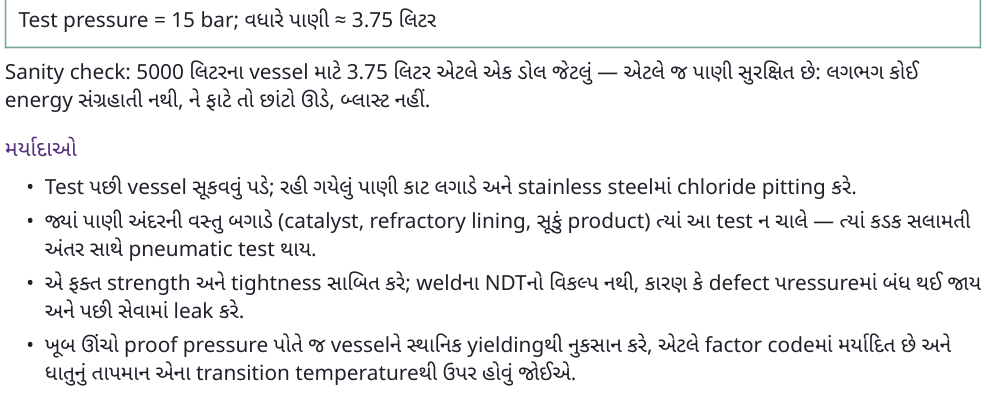 Test pressure = 15 bar; વધારે પાણી ≈ 3.75 લિટર
Sanity check: 5000 લિટરના vessel માટે 3.75 લિટર એટલે એક ડોલ જેટલું — એટલે જ પાણી સુરક્ષિત છે: લગભગ કોઈ
energy સંગ્રહાતી નથી, ને ફાટે તો છાંટો ઊડે, બ્લાસ્ટ નહીં.
મર્યાદાઓ
• Test પછી vessel સૂકવવું પડે; રહી ગયેલું પાણી કાટ લગાડે અને stainless steelમાં chloride pitting કરે.
• જ્યાં પાણી અંદરની વસ્તુ બગાડે (catalyst, refractory lining, સૂકું product) ત્યાં આ test ન ચાલે — ત્યાં કડક સલામતી
અંતર સાથે pneumatic test થાય.
• એ ફક્ત strength અને tightness સાબિત કરે; weldના NDTનો વિકલ્પ નથી, કારણ કે defect પressureમાં બંધ થઈ જાય
અને પછી સેવામાં leak કરે.
• ખૂબ ઊંચો proof pressure પોતે જ vesselને સ્થાનિક yieldingથી નુકસાન કરે, એટલે factor codeમાં મર્યાદિત છે અને
ધાતુનું તાપમાન એના transition temperatureથી ઉપર હોવું જોઈએ.